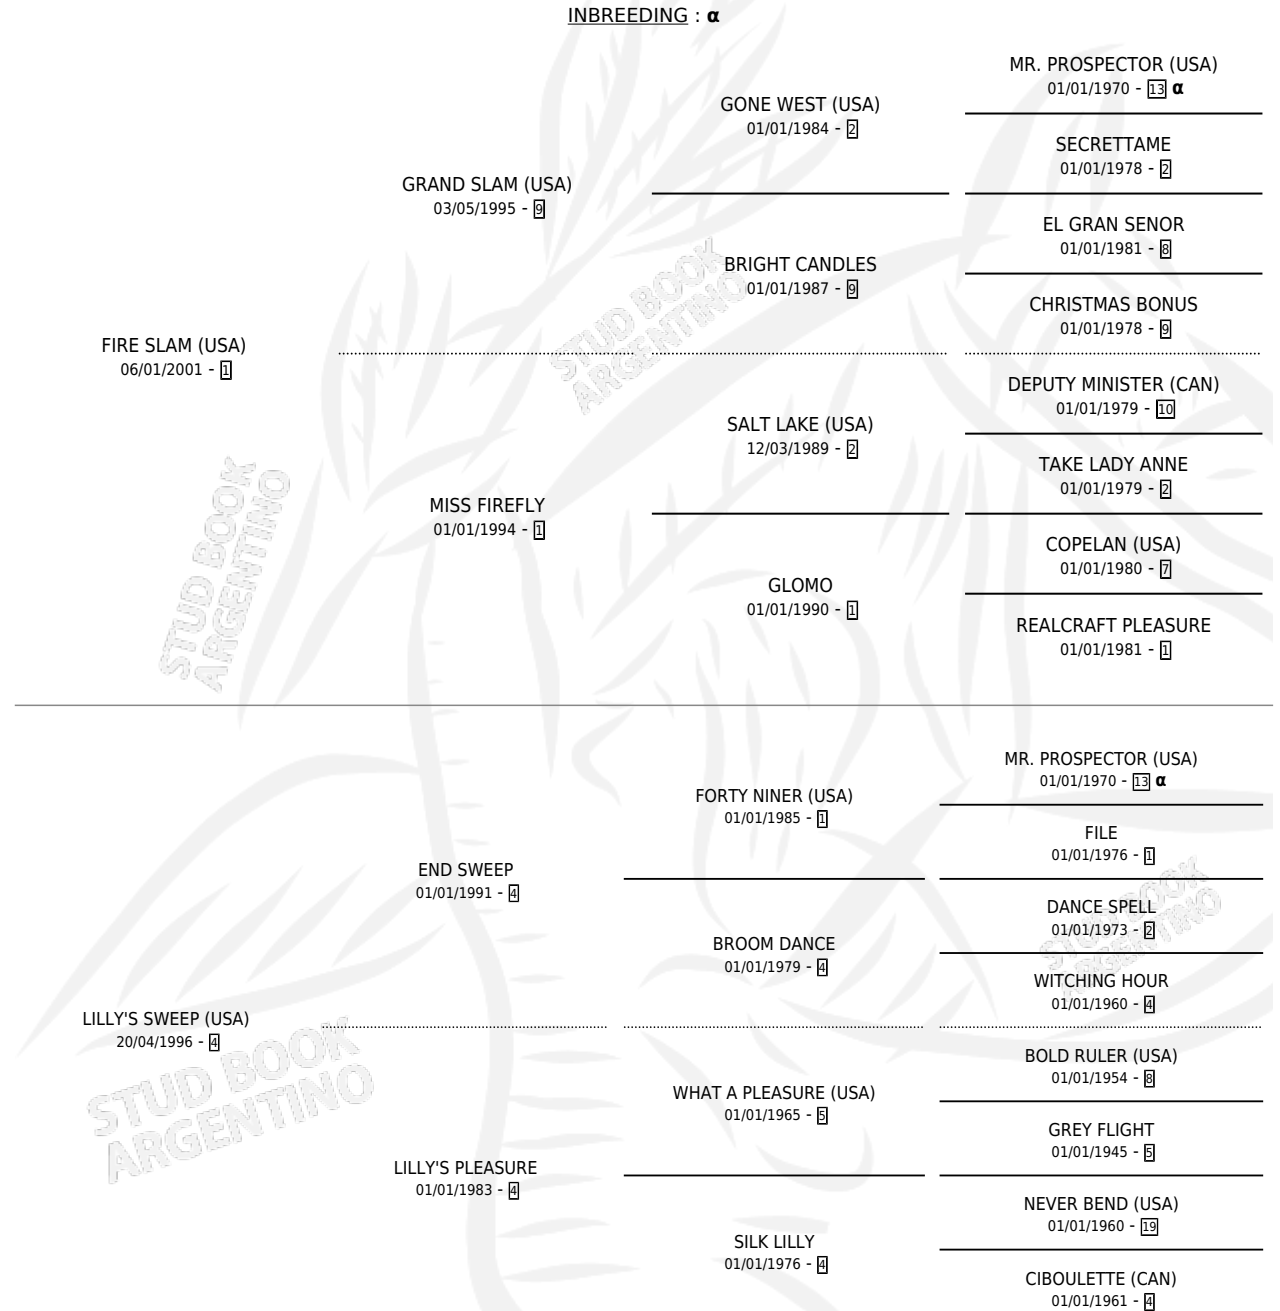 INBREEDING : α
MR. PROSPECTOR (USA)
01/01/1970 - 13 α
GONE WEST (USA)
01/01/1984 - 2
SECRETTAME
01/01/1978 - 2
GRAND SLAM (USA)
03/05/1995 - 9
EL GRAN SENOR
01/01/1981 - 8
BRIGHT CANDLES
01/01/1987 - 9
CHRISTMAS BONUS
01/01/1978 - 9
FIRE SLAM (USA)
06/01/2001 - 1
DEPUTY MINISTER (CAN)
01/01/1979 - 10
SALT LAKE (USA)
12/03/1989 - 2
TAKE LADY ANNE
01/01/1979 - 2
MISS FIREFLY
01/01/1994 - 1
COPELAN (USA)
01/01/1980 - 7
GLOMO
01/01/1990 - 1
REALCRAFT PLEASURE
01/01/1981 - 1
STUD BOOK
ARGENTINO
STUD BOOK
ARGENTINO
MR. PROSPECTOR (USA)
01/01/1970 - 13 α
FORTY NINER (USA)
01/01/1985 - 1
FILE
01/01/1976 - 1
END SWEEP
01/01/1991 - 4
DANCE SPELL
01/01/1973 - 2
BROOM DANCE
01/01/1979 - 4
WITCHING HOUR
01/01/1960 - 4
LILLY'S SWEEP (USA)
20/04/1996 - 4
BOLD RULER (USA)
01/01/1954 - 8
WHAT A PLEASURE (USA)
01/01/1965 - 5
GREY FLIGHT
01/01/1945 - 5
LILLY'S PLEASURE
01/01/1983 - 4
NEVER BEND (USA)
01/01/1960 - 19
SILK LILLY
01/01/1976 - 4
CIBOULETTE (CAN)
01/01/1961 - 4
STUD BOOK
ARGENTINO
STUD BOOK
ARGENTINO